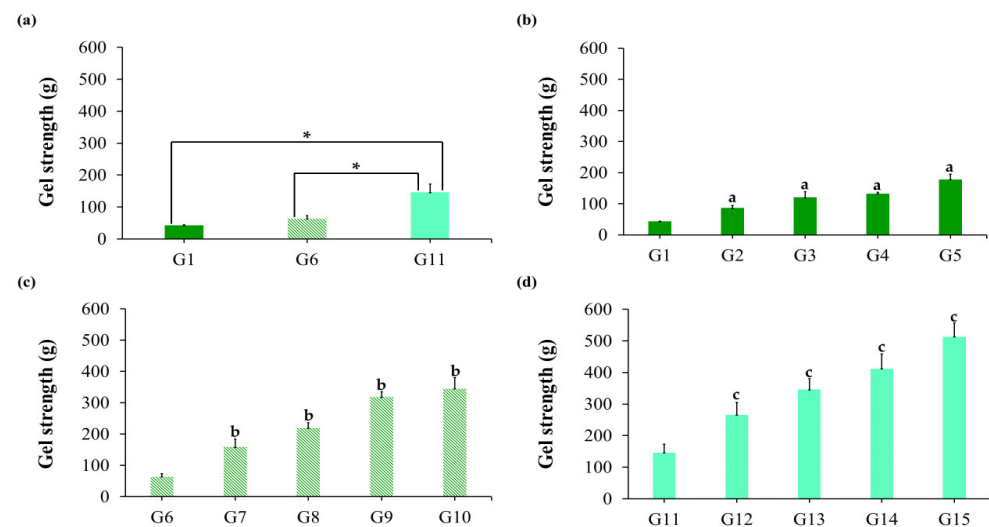 (a)
Gel strength (g)
600
500
400
300
200
100
0
*
*
G1 G6 G11
(b)
Gel strength (g)
600
500
400
300
200
100
0
a
a
a
a
G1 G2 G3 G4 G5
(c)
Gel strength (g)
600
500
400
300
200
100
0
b
b
b
b
G6 G7 G8 G9 G10
(d)
Gel strength (g)
600
500
400
300
200
100
0
c
c
c
c
G11 G12 G13 G14 G15